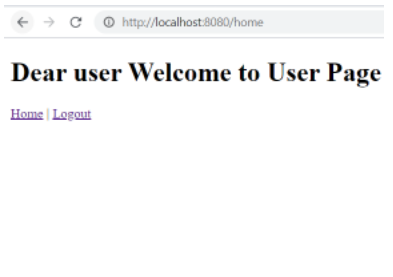 http://localhost:8080/home
Dear user Welcome to User Page
Home | Logout